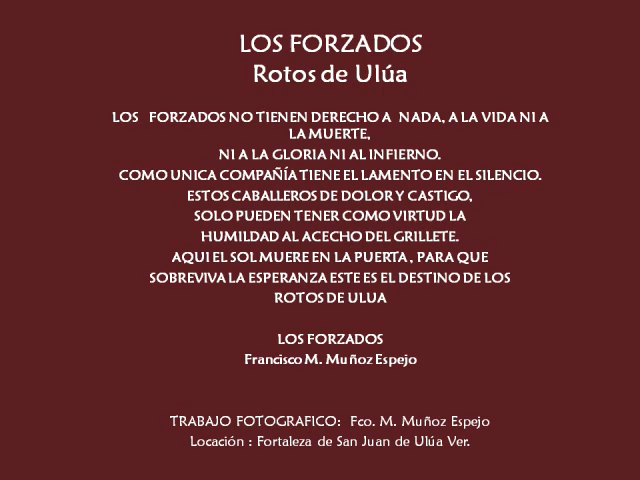 LOS FORZADOS
Rotos de Ulúa
LOS FORZADOS NO TIENEN DERECHO A NADA, A LA VIDA NI A
LA MUERTE,
NI A LA GLORIA NI AL INFIERNO.
COMO UNICA COMPAÑÍA TIENE EL LAMENTO EN EL SILENCIO.
ESTOS CABALLEROS DE DOLOR Y CASTIGO,
SOLO PUEDEN TENER COMO VIRTUD LA
HUMILDAD AL ACECHO DEL GRILLETE.
AQUI EL SOL MUERE EN LA PUERTA , PARA QUE
SOBREVIVA LA ESPERANZA ESTE ES EL DESTINO DE LOS
ROTOS DE ULUA
LOS FORZADOS
Francisco M. Muñoz Espejo
TRABAJO FOTOGRAFICO: Fco. M. Muñoz Espejo
Locación : Fortaleza de San Juan de Ulúa Ver.